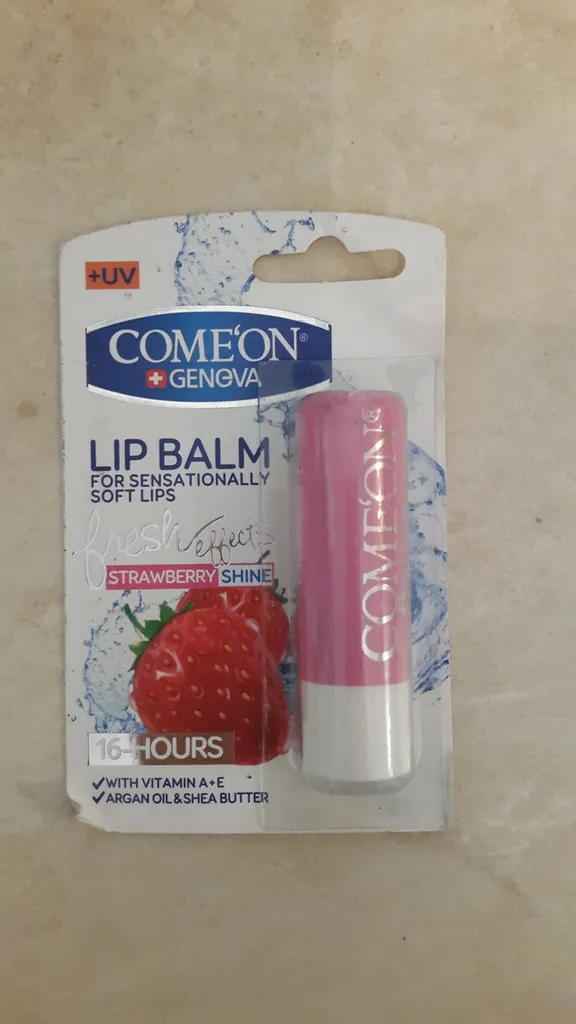 +UV
COME'ON®
GENOVA
LIP BALM
FOR SENSATIONALLY
SOFT LIPS
fresh effects
STRAWBERRY SHINE
16-HOURS
✓WITH VITAMIN A+E
✓ARGAN OIL & SHEA BUTTER
COME'ON®